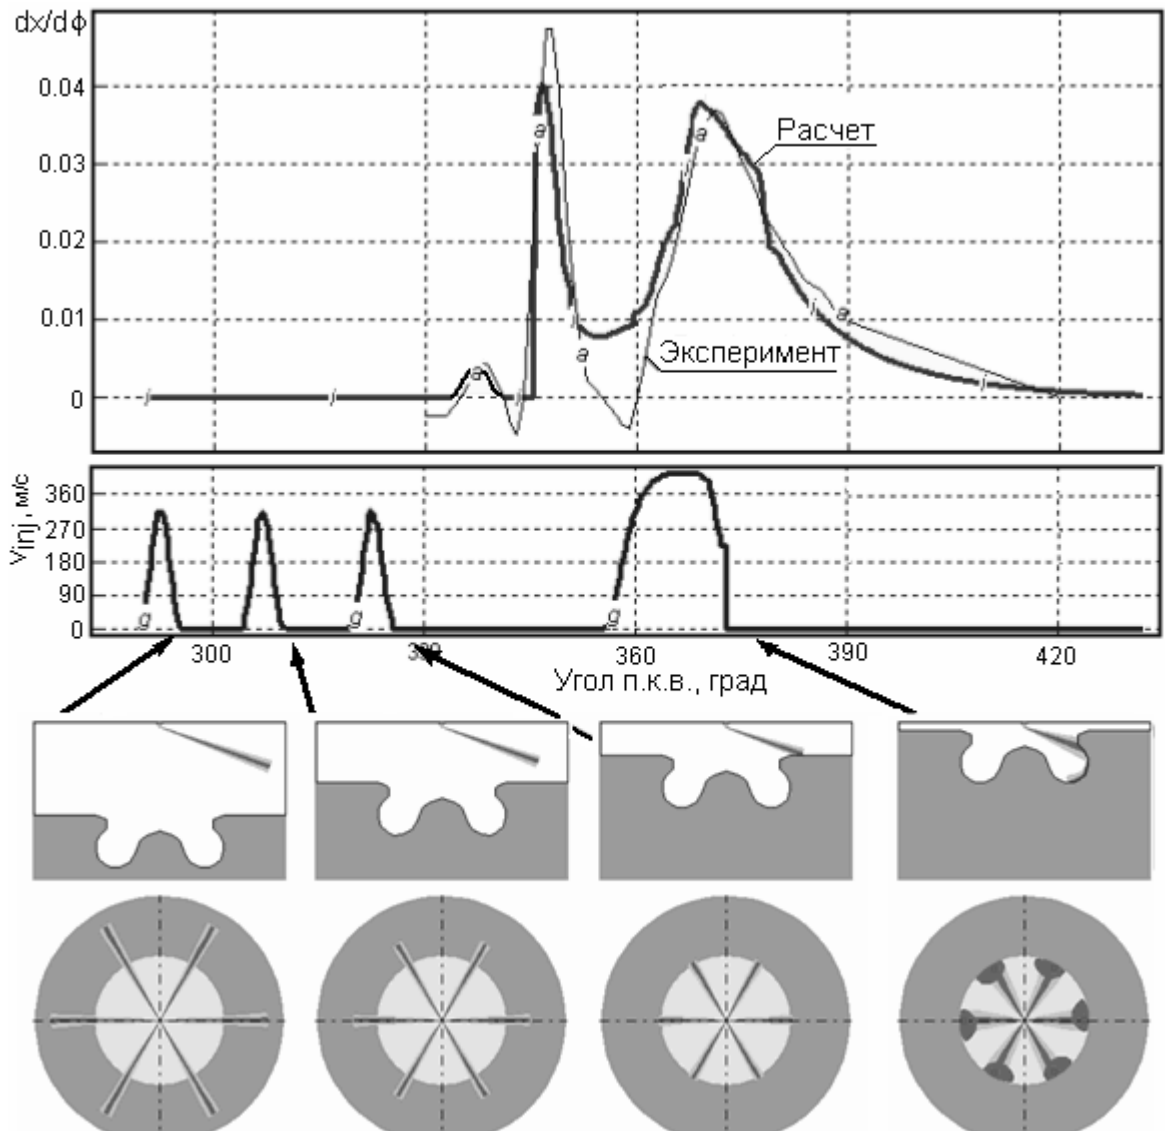 dx/dϕ
0.04
0.03
0.02
0.01
0
a
a
a
a
a
Расчет
Эксперимент
Vinj, м/с
360
270
180
90
0
g
g
g
300
360
390
420
Угол п.к.в., град